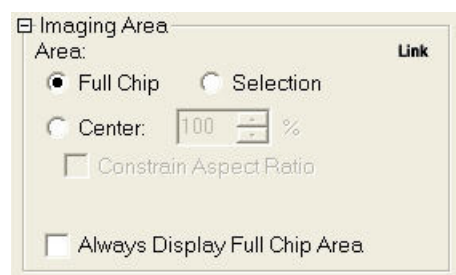 Imaging Area
Area: Link
Full Chip Selection
Center: 100 %
Constrain Aspect Ratio
Always Display Full Chip Area